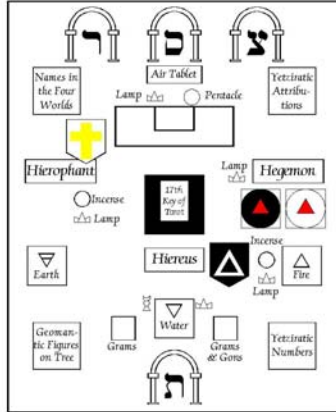 ר כ צ
Names in
the Four
Worlds
Air Tablet
Lamp
Pentacle
Yetziratic
Attribu-
tions
Hierophant
17th
Key of
Tarot
Lamp
Hegemon
Incense
Lamp
Earth
Hiereus
Incense
Lamp
Fire
Geoman-
tic Figures
on Tree
Grams
Water
Grams
& Gons
Yetziratic
Numbers
ת